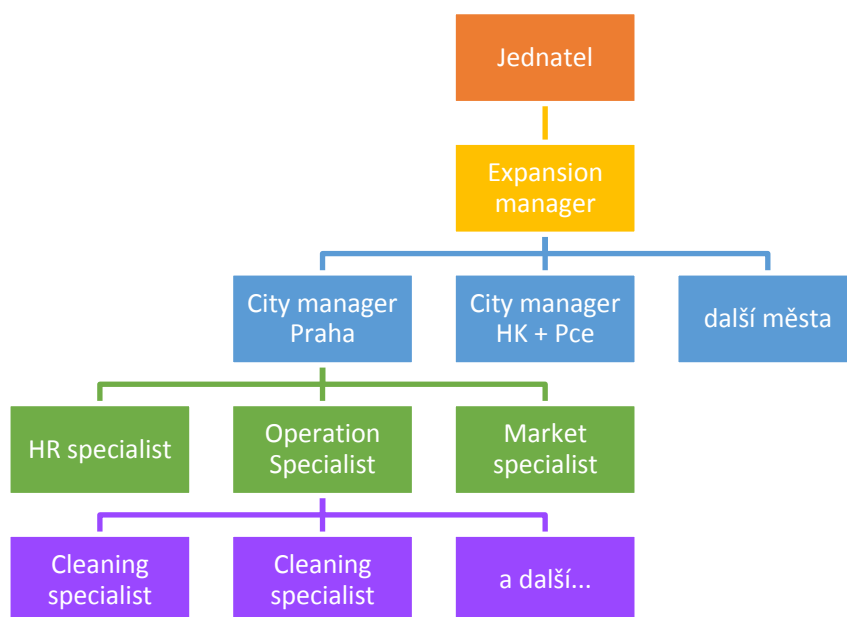 Jednatel
Expansion
manager
City manager
Praha
City manager
HK + Pce
další města
HR specialist
Operation
Specialist
Market
specialist
Cleaning
specialist
Cleaning
specialist
a další...